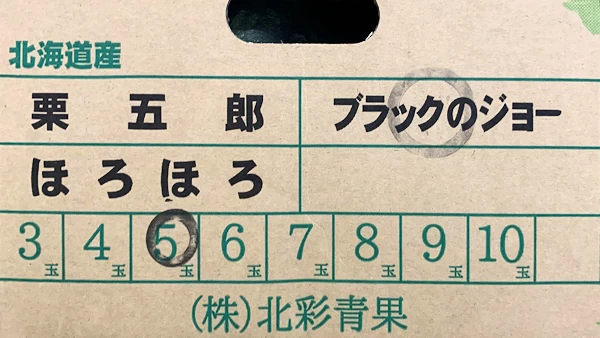 北海道産
栗五郎 ブラックのジョー
ほろほろ
3玉 4玉 5玉 6玉 7玉 8玉 9玉 10玉
(株)北彩青果